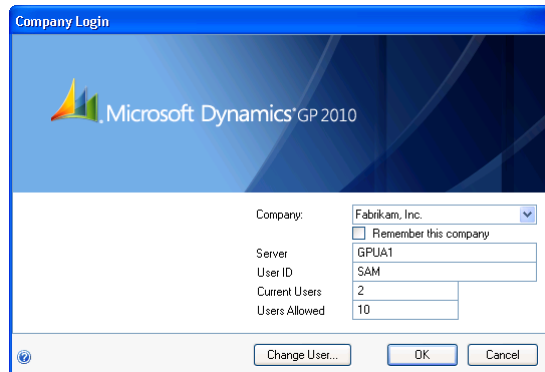 Company Login
Microsoft Dynamics® GP 2010
Company: Fabrikam, Inc.
Remember this company
Server GPUA1
User ID SAM
Current Users 2
Users Allowed 10
? Change User... OK Cancel